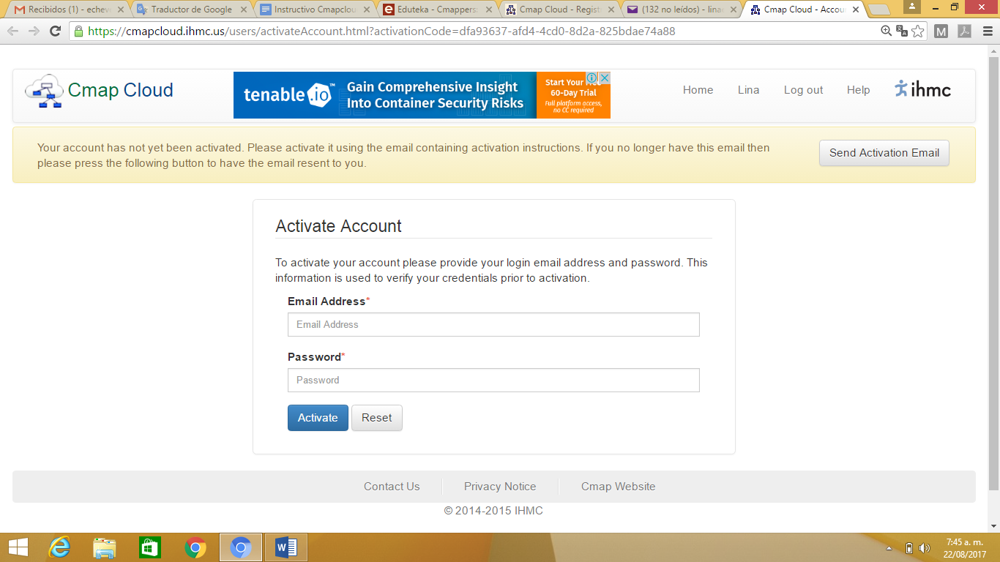 Recibidos (1) - echeve
Traductor de Google
Instructivo Cmapclou
Eduteka - Cmappers:
Cmap Cloud - Regist
(132 no leídos) - lina
Cmap Cloud - Accou
https://cmapcloud.ihmc.us/users/activateAccount.html?activationCode=dfa93637-afd4-4cd0-8d2a-825bdae74a88
Cmap Cloud
tenable.io™
Gain Comprehensive Insight
Into Container Security Risks
Start Your Free
60-Day Trial
Full platform access,
no CC required
Home
Lina
Log out
Help
ihmc
Your account has not yet been activated. Please activate it using the email containing activation instructions. If you no longer have this email then
please press the following button to have the email resent to you.
Send Activation Email
Activate Account
To activate your account please provide your login email address and password. This
information is used to verify your credentials prior to activation.
Email Address*
Email Address
Password*
Password
Activate
Reset
Contact Us
Privacy Notice
Cmap Website
© 2014-2015 IHMC
7:45 a. m.
22/08/2017